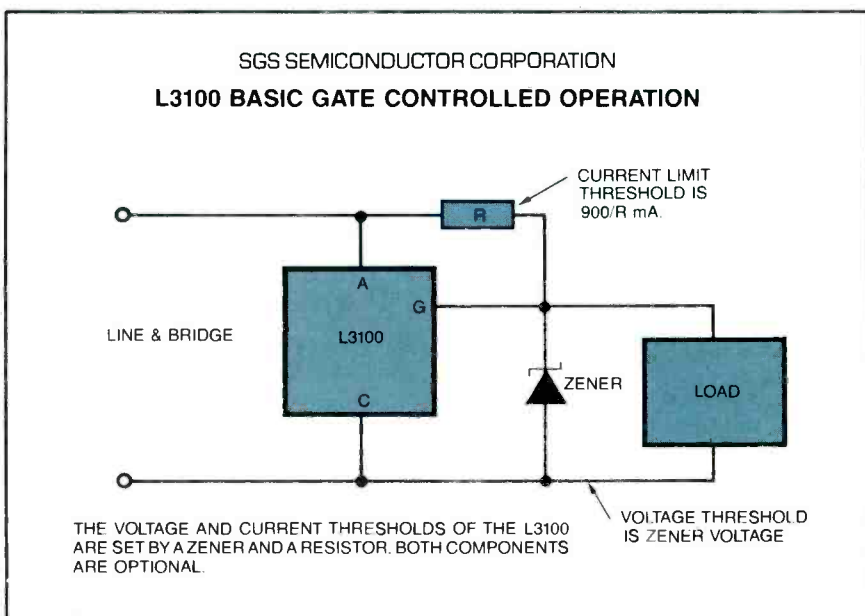 SGS SEMICONDUCTOR CORPORATION
L3100 BASIC GATE CONTROLLED OPERATION
CURRENT LIMIT
THRESHOLD IS
900/R mA.
R
A
G
LINE & BRIDGE
L3100
ZENER
LOAD
C
VOLTAGE THRESHOLD
IS ZENER VOLTAGE
THE VOLTAGE AND CURRENT THRESHOLDS OF THE L3100
ARE SET BY A ZENER AND A RESISTOR. BOTH COMPONENTS
ARE OPTIONAL.